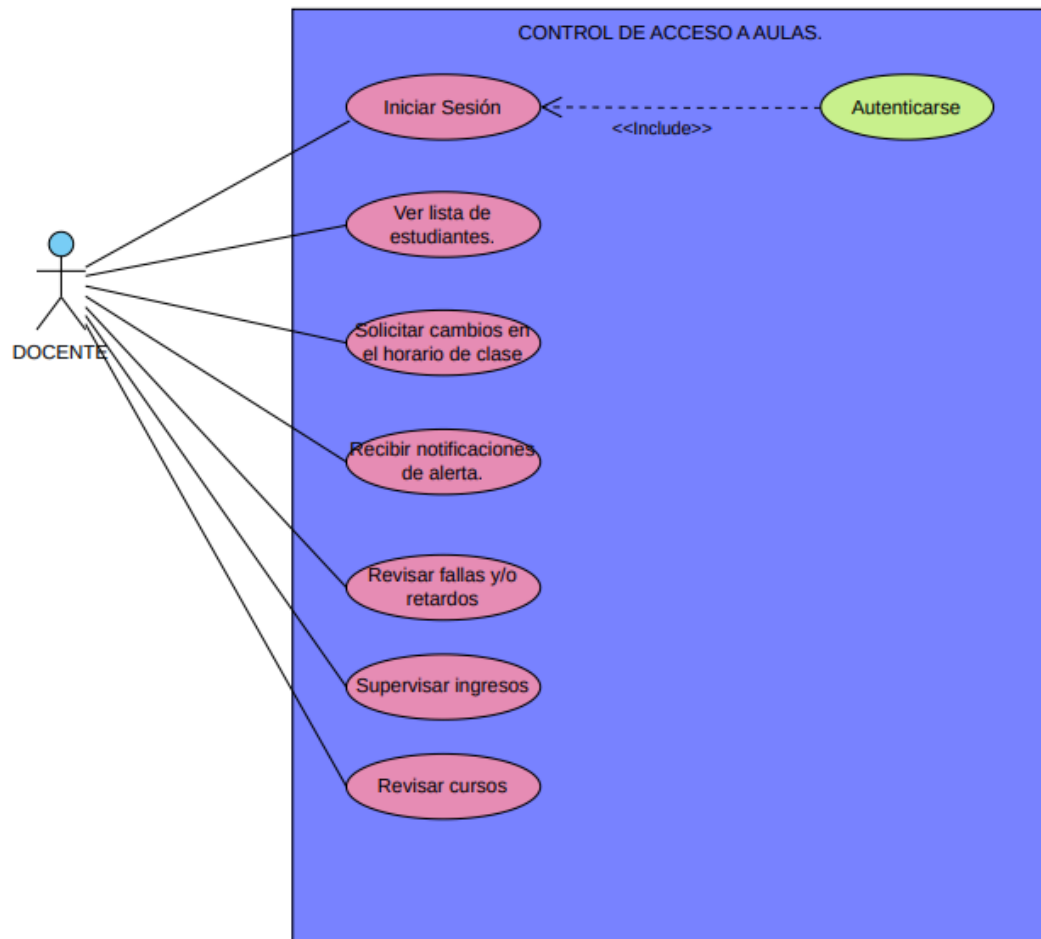 CONTROL DE ACCESO A AULAS.
Iniciar Sesión
<<Include>>
Autenticarse
Ver lista de
estudiantes.
DOCENTE
Solicitar cambios en
el horario de clase
Recibir notificaciones
de alerta.
Revisar fallas y/o
retardos
Supervisar ingresos
Revisar cursos